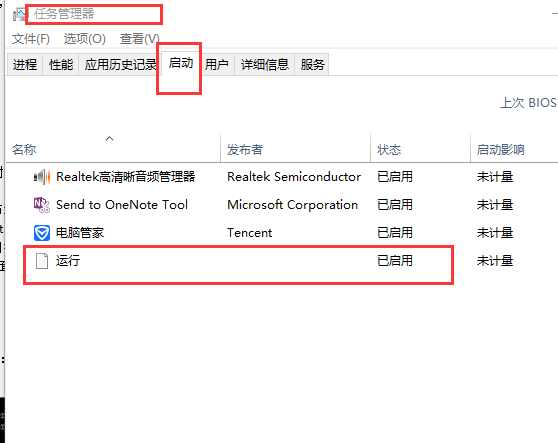 任务管理器
文件(F) 选项(O) 查看(V)
进程 性能 应用历史记录 启动 用户 详细信息 服务
上次 BIOS
名称 发布者 状态 启动影响
Realtek高清晰音频管理器 Realtek Semiconductor 已启用 未计量
Send to OneNote Tool Microsoft Corporation 已启用 未计量
电脑管家 Tencent 已启用 未计量
运行 已启用 未计量